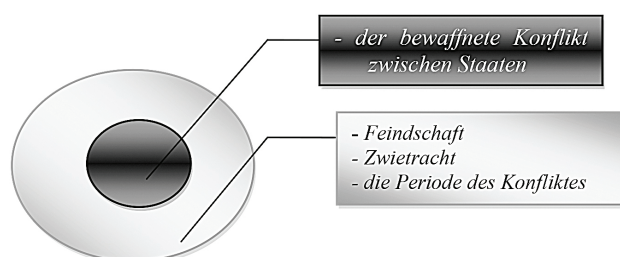 - der bewaffnete Konflikt
zwischen Staaten
- Feindschaft
- Zwietracht
- die Periode des Konfliktes